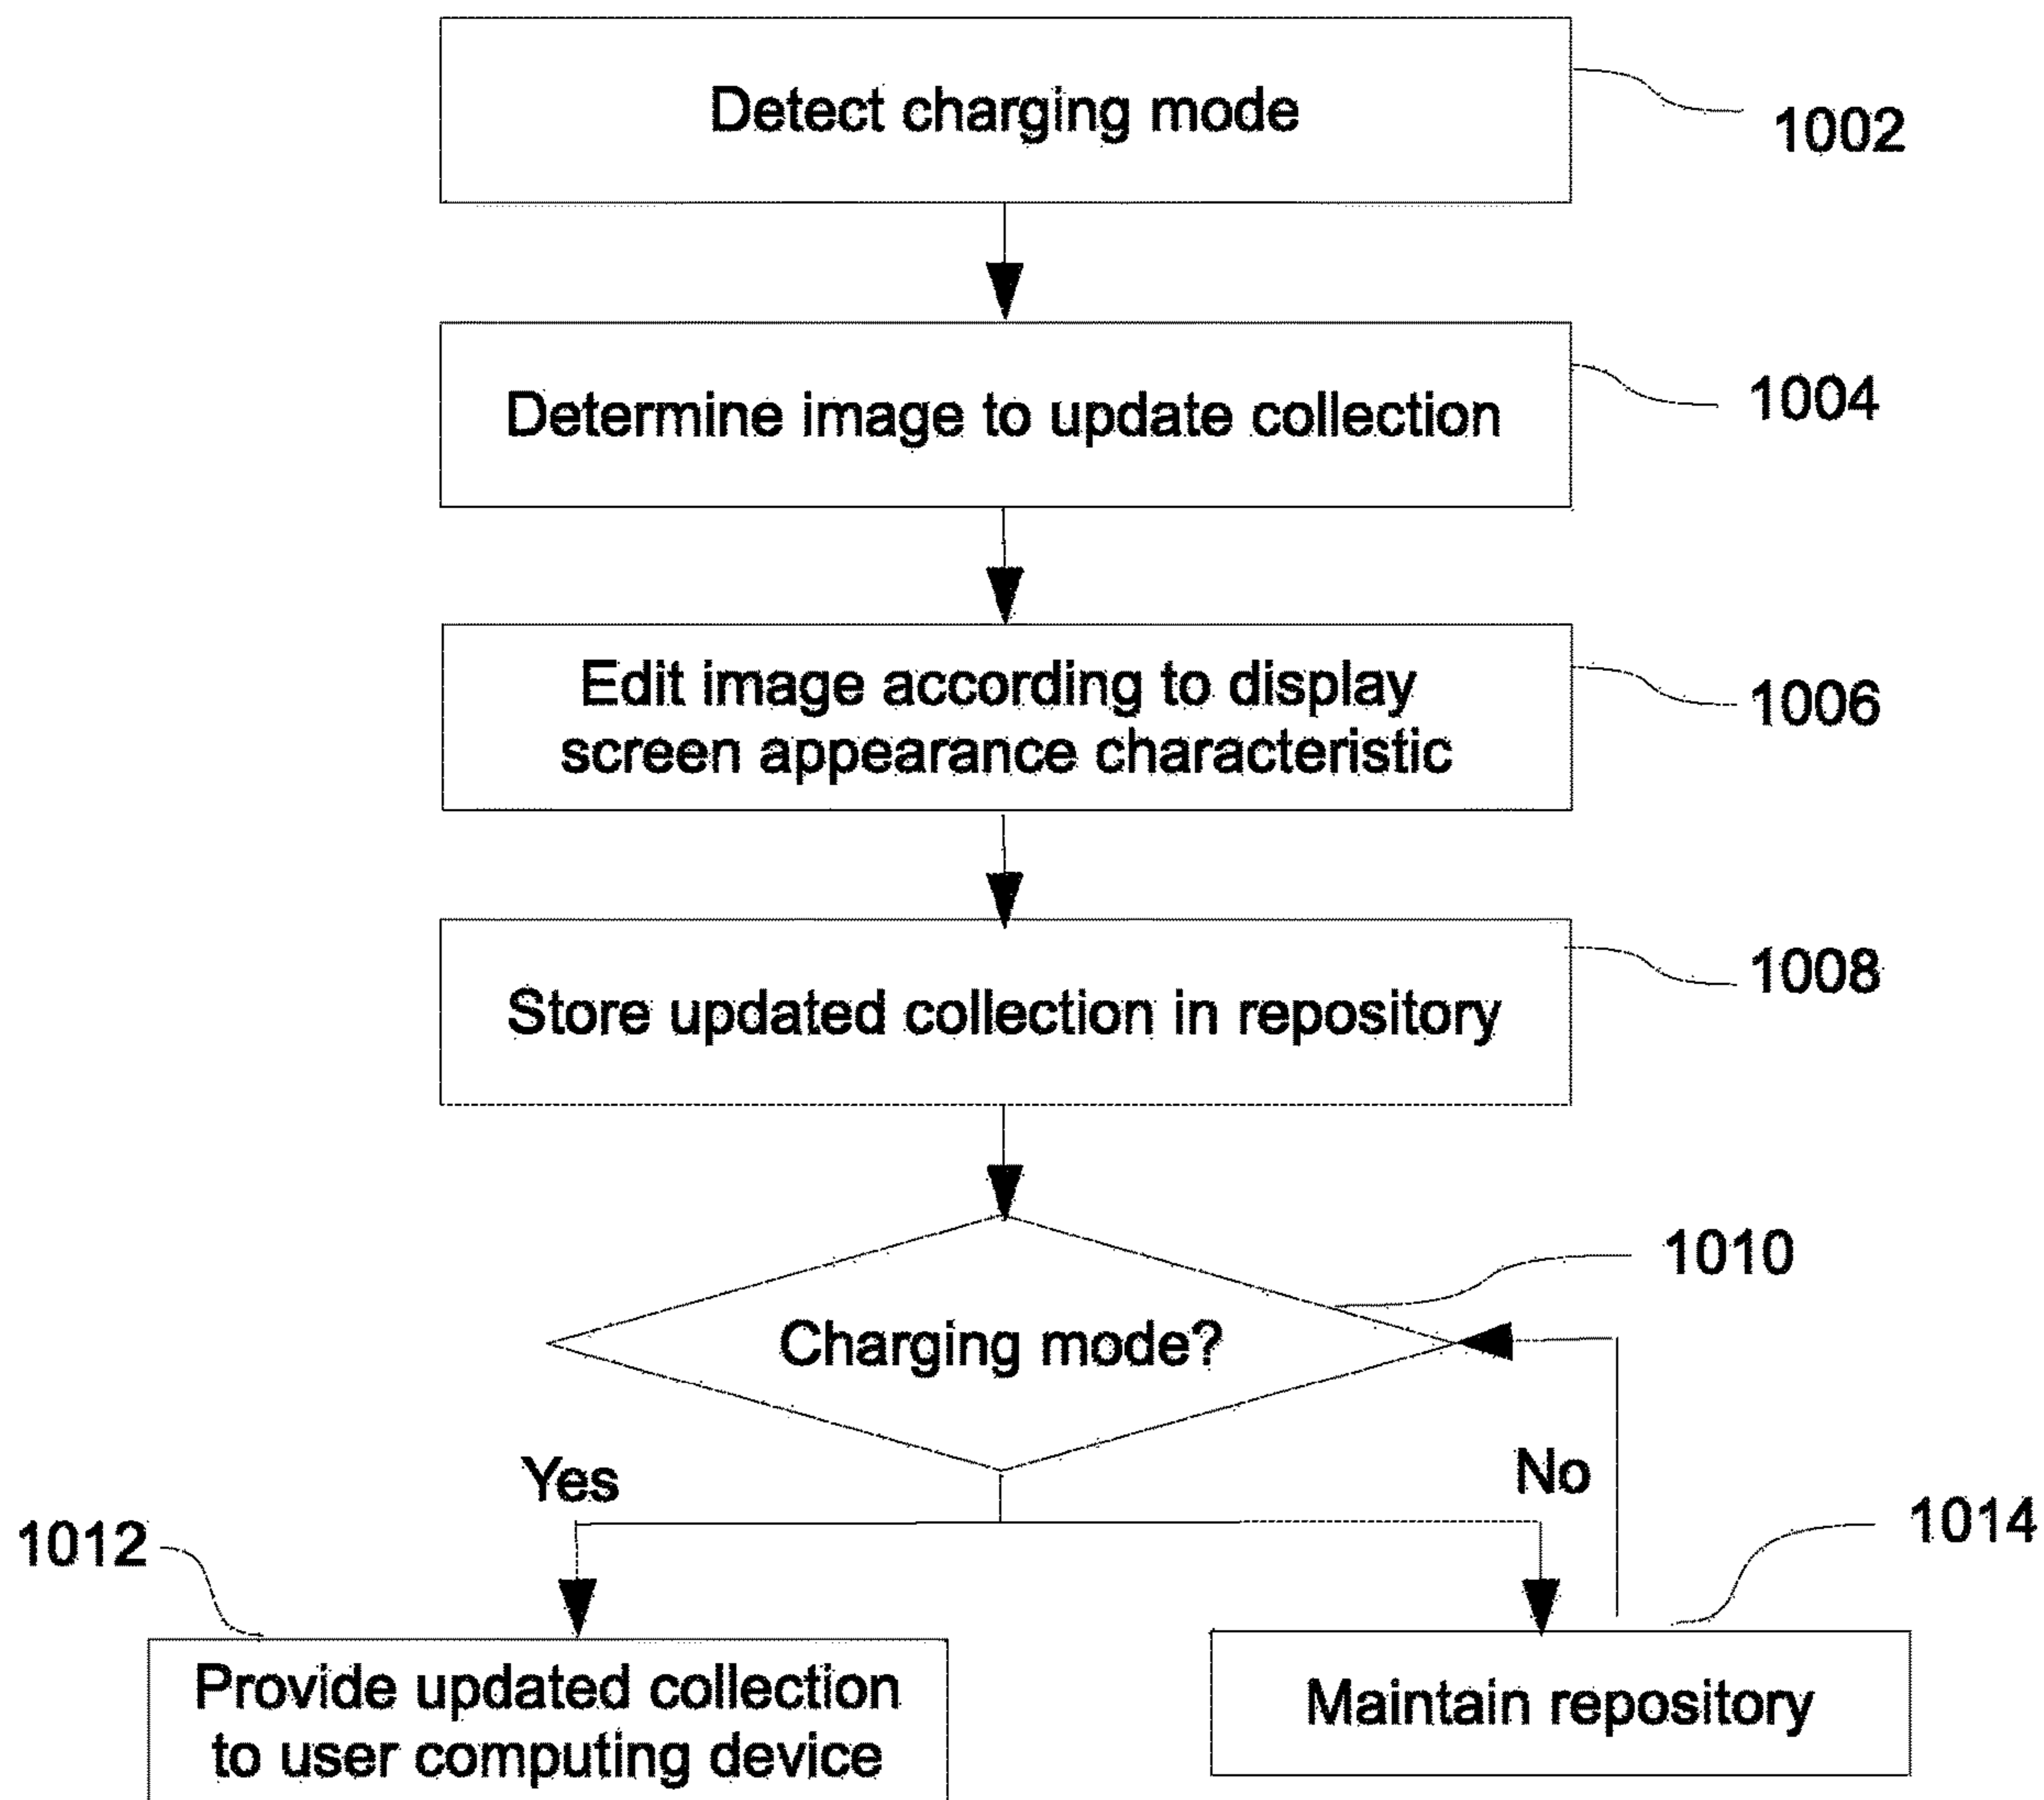 Detect charging mode
1002
Determine image to update collection
1004
Edit image according to display
screen appearance characteristic
1006
Store updated collection in repository
1008
1010
Charging mode?
Yes
No
1012
1014
Provide updated collection
to user computing device
Maintain repository